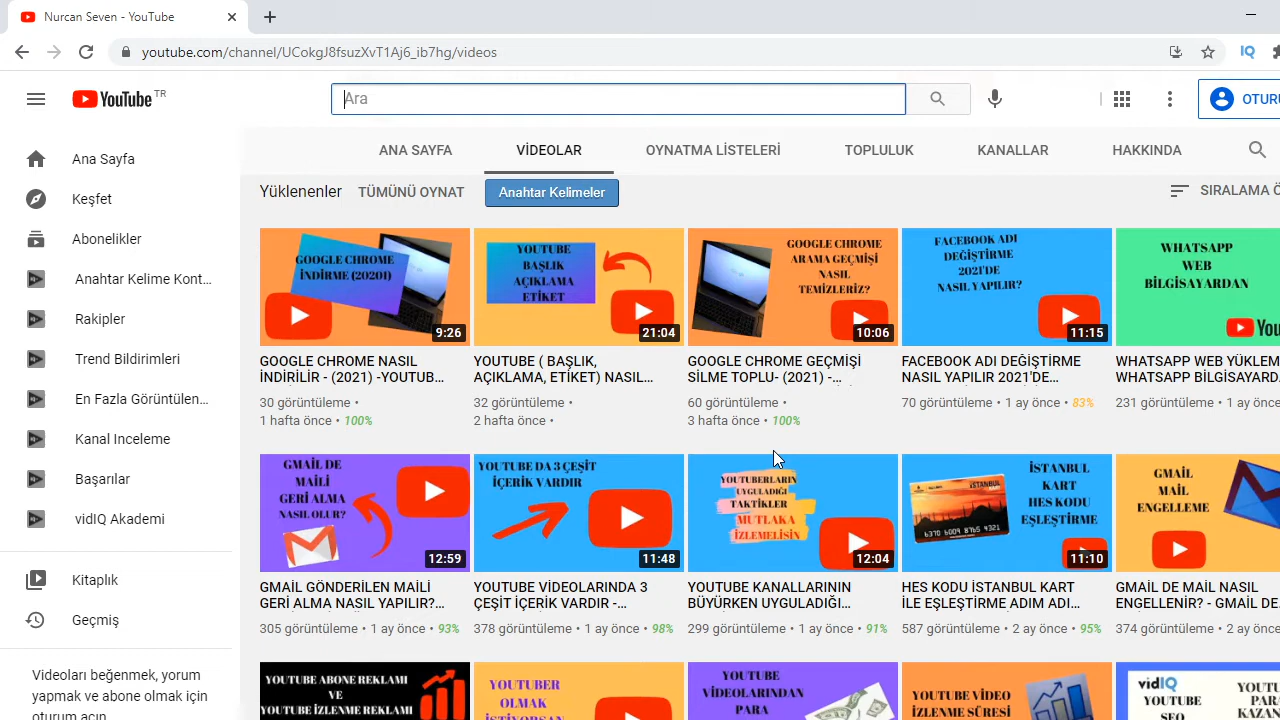 Nurcan Seven - YouTube
youtube.com/channel/UCokgJ8fsuzXvT1Aj6_ib7hg/videos
IQ
YouTube TR
Ara
OTURU
Ana Sayfa
Keşfet
Abonelikler
Anahtar Kelime Kont...
Rakipler
Trend Bildirimleri
En Fazla Görüntülen...
Kanal Inceleme
Başarılar
vidIQ Akademi
Kitaplık
Geçmiş
Videoları beğenmek, yorum
yapmak ve abone olmak için
oturum açın
ANA SAYFA
VİDEOLAR
OYNATMA LİSTELERİ
TOPLULUK
KANALLAR
HAKKINDA
Yüklenenler
TÜMÜNÜ OYNAT
Anahtar Kelimeler
SIRALAMA Ö
GOOGLE CHROME
İNDİRME (20201)
9:26
GOOGLE CHROME NASIL
İNDİRİLİR - (2021) -YOUTUB...
30 görüntüleme •
1 hafta önce • 100%
YOUTUBE
BAŞLIK
AÇIKLAMA
ETİKET
21:04
YOUTUBE ( BAŞLIK,
AÇIKLAMA, ETİKET) NASIL...
32 görüntüleme •
2 hafta önce •
GOOGLE CHROME
ARAMA GEÇMİŞİ
NASIL
TEMİZLERİZ?
10:06
GOOGLE CHROME GEÇMİŞİ
SİLME TOPLU- (2021) -...
60 görüntüleme •
3 hafta önce • 100%
FACEBOOK ADI
DEĞİŞTİRME
2021'DE
NASIL YAPILIR?
11:15
FACEBOOK ADI DEĞİŞTİRME
NASIL YAPILIR 2021'DE...
70 görüntüleme • 1 ay önce • 83%
WHATSAPP
WEB
BİLGİSAYARDAN
You
WHATSAPP WEB YÜKLEM
WHATSAPP BİLGİSAYARDA
231 görüntüleme • 1 ay önce
GMAİL DE
MAİLİ
GERİ ALMA
NASIL OLUR?
12:59
GMAİL GÖNDERİLEN MAİLİ
GERİ ALMA NASIL YAPILIR?...
305 görüntüleme • 1 ay önce • 93%
YOUTUBE DA 3 ÇEŞİT
İÇERİK VARDIR
11:48
YOUTUBE VİDEOLARINDA 3
ÇEŞİT İÇERİK VARDIR -...
378 görüntüleme • 1 ay önce • 98%
YOUTUBERLARIN
UYGULADIĞI
TAKTİKLER
MUTLAKA
İZLEMELİSİN
12:04
YOUTUBE KANALLARININ
BÜYÜRKEN UYGULADIĞI...
299 görüntüleme • 1 ay önce • 91%
İSTANBUL
KART
HES KODU
EŞLEŞTİRME
İSTANBUL
6370 6009 8765 4321
11:10
HES KODU İSTANBUL KART
İLE EŞLEŞTİRME ADIM ADI...
587 görüntüleme • 2 ay önce • 95%
GMAİL
MAİL
ENGELLEME
GMAİL DE MAİL NASIL
ENGELLENİR? - GMAİL DE
374 görüntüleme • 2 ay önce
YOUTUBE ABONE REKLAMI
VE
YOUTUBE İZLENME REKLAMI
YOUTUBER
OLMAK
İSTİYORSAN
YOUTUBE
VİDEOLARINDAN
PARA
YOUTUBE VİDEO
İZLENME SÜRESİ
vidIQ
YOUTUBE
SEO
YOUTU
PARA
KAZAN